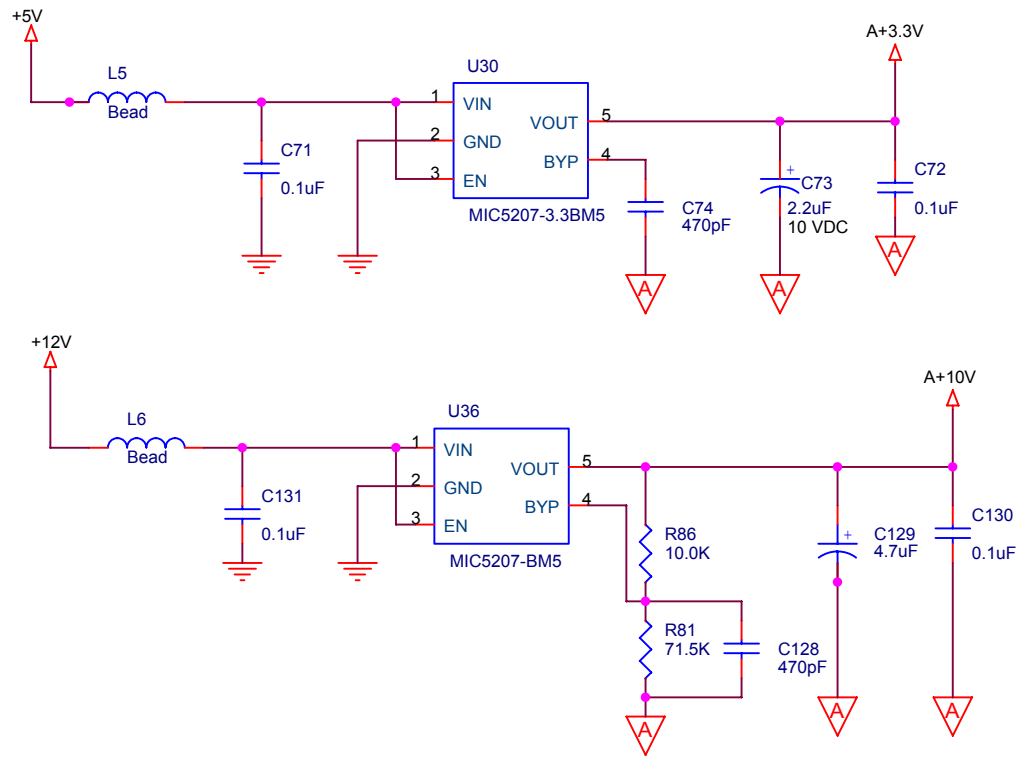 +5V
A+3.3V
L5
Bead
U30
1
VIN
VOUT
5
2
GND
BYP
4
3
EN
MIC5207-3.3BM5
C71
0.1uF
C74
470pF
+
C73
2.2uF
10 VDC
C72
0.1uF
A
A
A
+12V
A+10V
L6
Bead
U36
1
VIN
VOUT
5
2
GND
BYP
4
3
EN
MIC5207-BM5
C131
0.1uF
R86
10.0K
R81
71.5K
C128
470pF
+
C129
4.7uF
C130
0.1uF
A
A
A